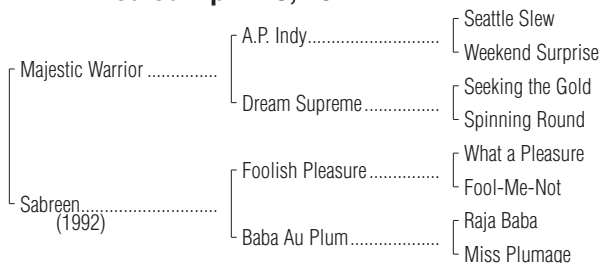 Majestic Warrior ...............
A.P. Indy............................
Seattle Slew
Weekend Surprise
Dream Supreme................
Seeking the Gold
Spinning Round
Sabreen.............................
(1992)
Foolish Pleasure...............
What a Pleasure
Fool-Me-Not
Baba Au Plum...................
Raja Baba
Miss Plumage